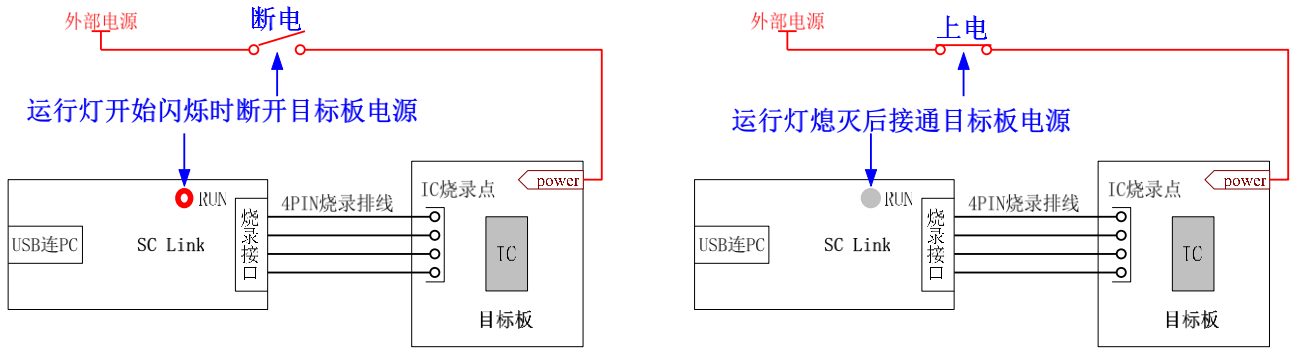 外部电源
断电
运行灯开始闪烁时断开目标板电源
RUN
4PIN烧录排线
IC烧录点
power
USB连PC
SC Link
烧录接口
TC
目标板
外部电源
上电
运行灯熄灭后接通目标板电源
RUN
4PIN烧录排线
IC烧录点
power
USB连PC
SC Link
烧录接口
TC
目标板